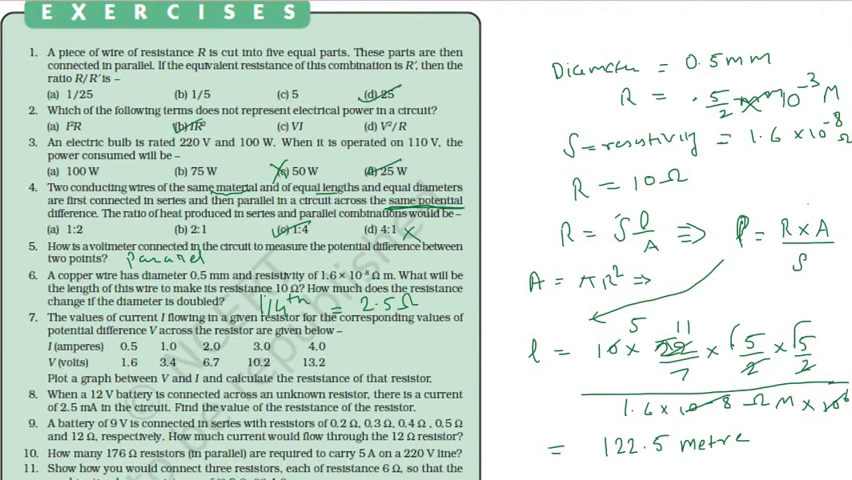 EXERCISES
1. A piece of wire of resistance R is cut into five equal parts. These parts are then
connected in parallel. If the equivalent resistance of this combination is R′, then the
ratio R/R′ is –
(a) 1/25 (b) 1/5 (c) 5 (d) 25
2. Which of the following terms does not represent electrical power in a circuit?
(a) I²R (b) IR² (c) VI (d) V²/R
3. An electric bulb is rated 220 V and 100 W. When it is operated on 110 V, the
power consumed will be –
(a) 100 W (b) 75 W (c) 50 W (d) 25 W
4. Two conducting wires of the same material and of equal lengths and equal diameters
are first connected in series and then parallel in a circuit across the same potential
difference. The ratio of heat produced in series and parallel combinations would be –
(a) 1:2 (b) 2:1 (c) 1:4 (d) 4:1
5. How is a voltmeter connected in the circuit to measure the potential difference between
two points? Parallel
6. A copper wire has diameter 0.5 mm and resistivity of 1.6 × 10⁻⁸ Ω m. What will be
the length of this wire to make its resistance 10 Ω? How much does the resistance
change if the diameter is doubled? 1/4th = 2.5Ω
7. The values of current I flowing in a given resistor for the corresponding values of
potential difference V across the resistor are given below –
I (amperes) 0.5 1.0 2.0 3.0 4.0
V (volts) 1.6 3.4 6.7 10.2 13.2
Plot a graph between V and I and calculate the resistance of that resistor.
8. When a 12 V battery is connected across an unknown resistor, there is a current
of 2.5 mA in the circuit. Find the value of the resistance of the resistor.
9. A battery of 9 V is connected in series with resistors of 0.2 Ω, 0.3 Ω, 0.4 Ω, 0.5 Ω
and 12 Ω, respectively. How much current would flow through the 12 Ω resistor?
10. How many 176 Ω resistors (in parallel) are required to carry 5 A on a 220 V line?
11. Show how you would connect three resistors, each of resistance 6 Ω, so that the
Diameter = 0.5mm
R = .5/2 10⁻³ M
ρ=resistivity = 1.6 ×10⁻⁸ Ω
R = 10Ω
R = ρ l/A ⇒ l = R×A/ρ
A = πR² ⇒
5 11
l = 10 × 22/7 × 5/2 × 5/2
1.6 × 10⁻⁸ Ω M × 10⁸
= 122.5 metre